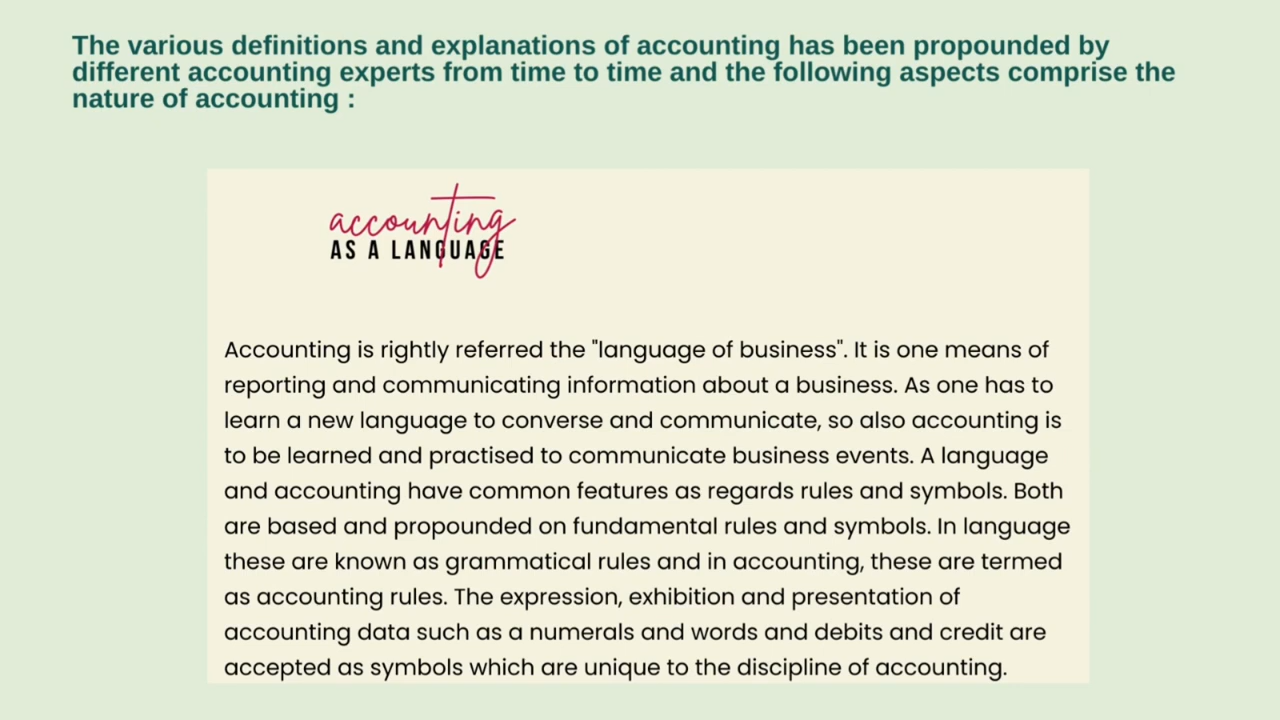 The various definitions and explanations of accounting has been propounded by
different accounting experts from time to time and the following aspects comprise the
nature of accounting :
accounting
AS A LANGUAGE
Accounting is rightly referred the "language of business". It is one means of
reporting and communicating information about a business. As one has to
learn a new language to converse and communicate, so also accounting is
to be learned and practised to communicate business events. A language
and accounting have common features as regards rules and symbols. Both
are based and propounded on fundamental rules and symbols. In language
these are known as grammatical rules and in accounting, these are termed
as accounting rules. The expression, exhibition and presentation of
accounting data such as a numerals and words and debits and credit are
accepted as symbols which are unique to the discipline of accounting.